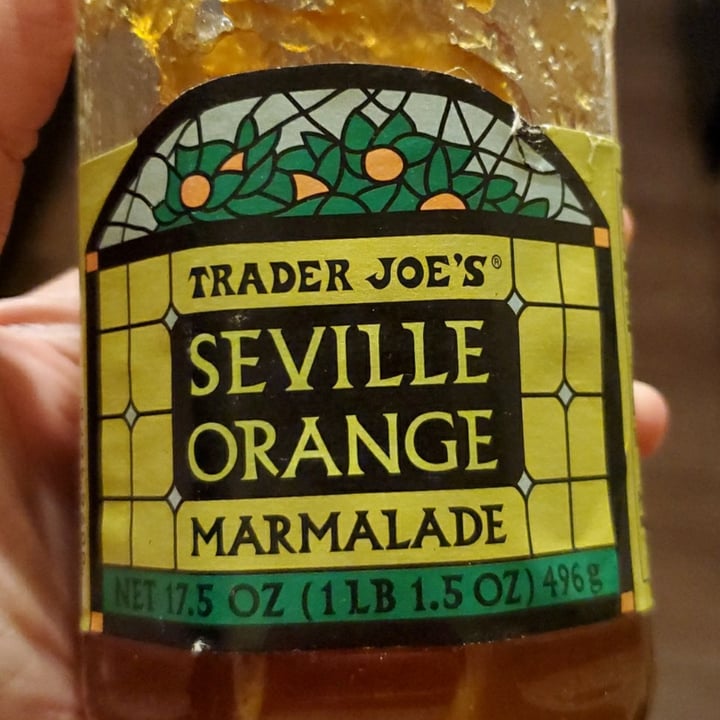 TRADER JOE'S®
SEVILLE
ORANGE
MARMALADE
NET 17.5 OZ (1 LB 1.5 OZ) 496g